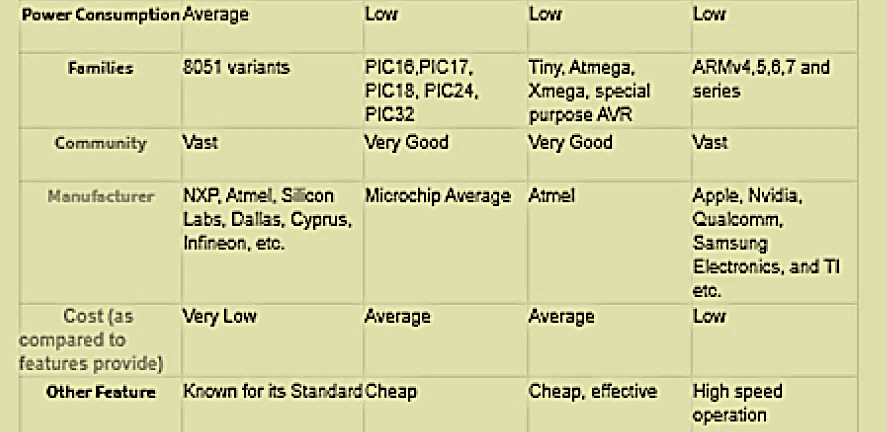 Power Consumption Average Low Low Low
Families 8051 variants PIC16,PIC17, Tiny, Atmega, ARMv4,5,6,7 and
PIC18, PIC24, Xmega, special series
PIC32 purpose AVR
Community Vast Very Good Very Good Vast
Manufacturer NXP, Atmel, Silicon Microchip Average Atmel Apple, Nvidia,
Labs, Dallas, Cyprus, Qualcomm,
Infineon, etc. Samsung
Electronics, and TI
etc.
Cost (as Very Low Average Average Low
compared to
features provide)
Other Feature Known for its Standard Cheap Cheap, effective High speed
operation